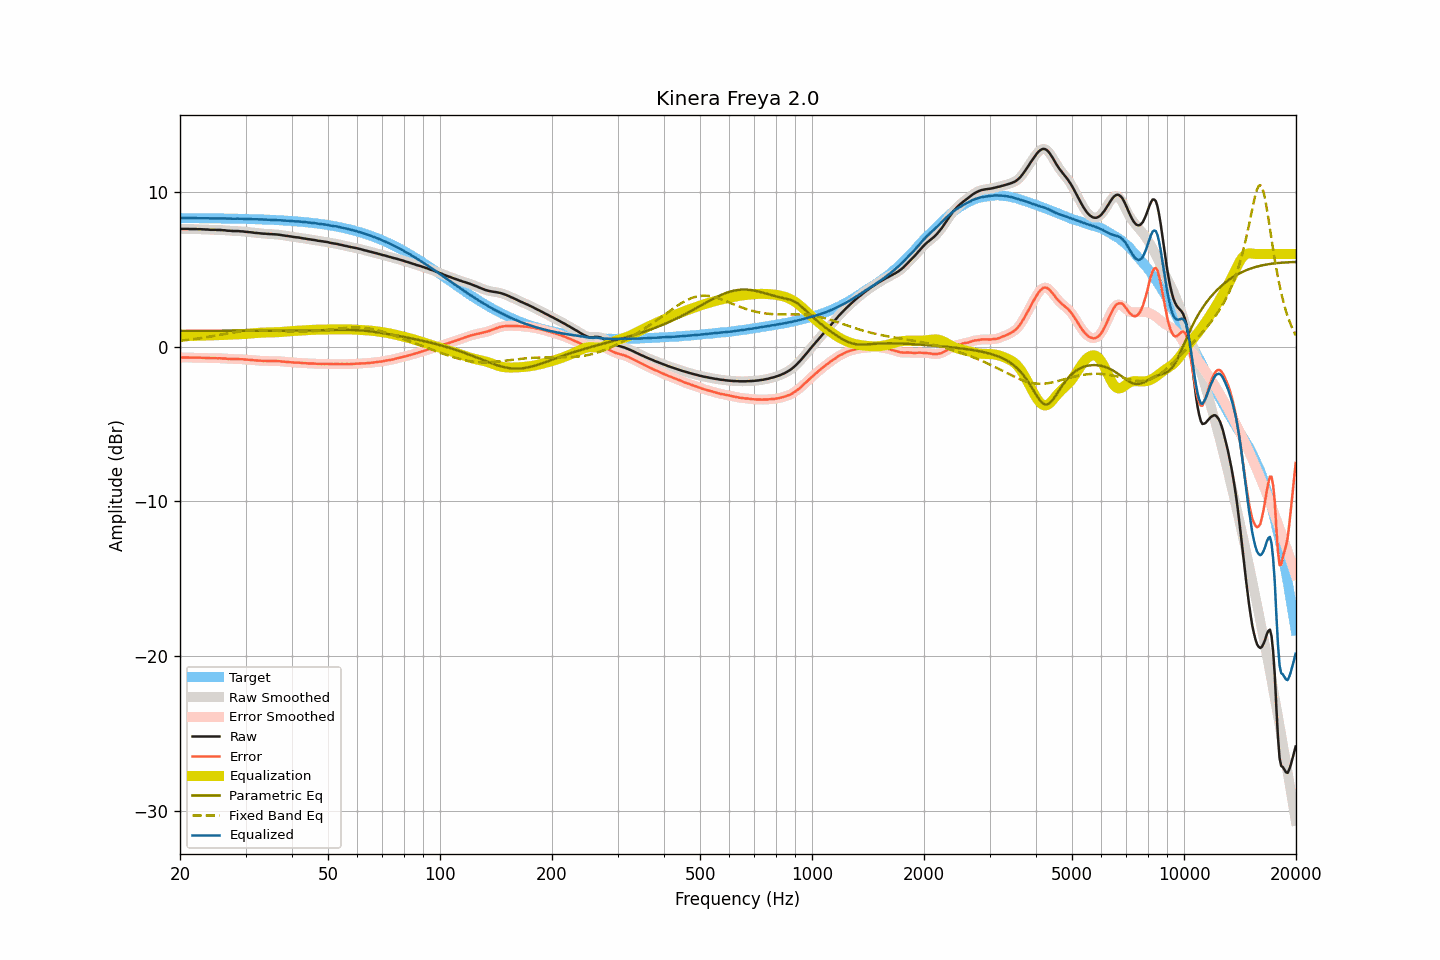 Kinera Freya 2.0
10
0
−10
−20
−30
Amplitude (dBr)
Target
Raw Smoothed
Error Smoothed
Raw
Error
Equalization
Parametric Eq
Fixed Band Eq
Equalized
20 50 100 200 500 1000 2000 5000 10000 20000
Frequency (Hz)